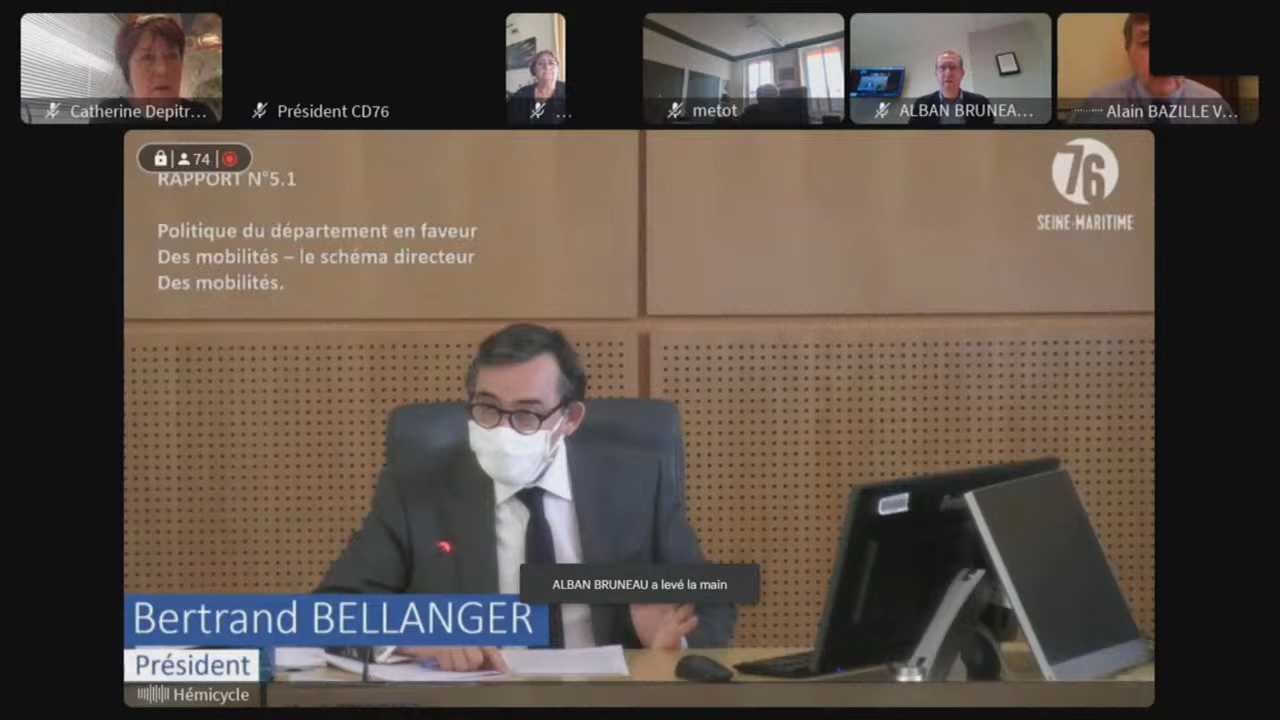 Catherine Depitr...
Président CD76
...
metot
ALBAN BRUNEA...
Alain BAZILLE V...
74
RAPPORT N°5.1
Politique du département en faveur
Des mobilités – le schéma directeur
Des mobilités.
76
SEINE-MARITIME
ALBAN BRUNEAU a levé la main
Bertrand BELLANGER
Président
Hémicycle